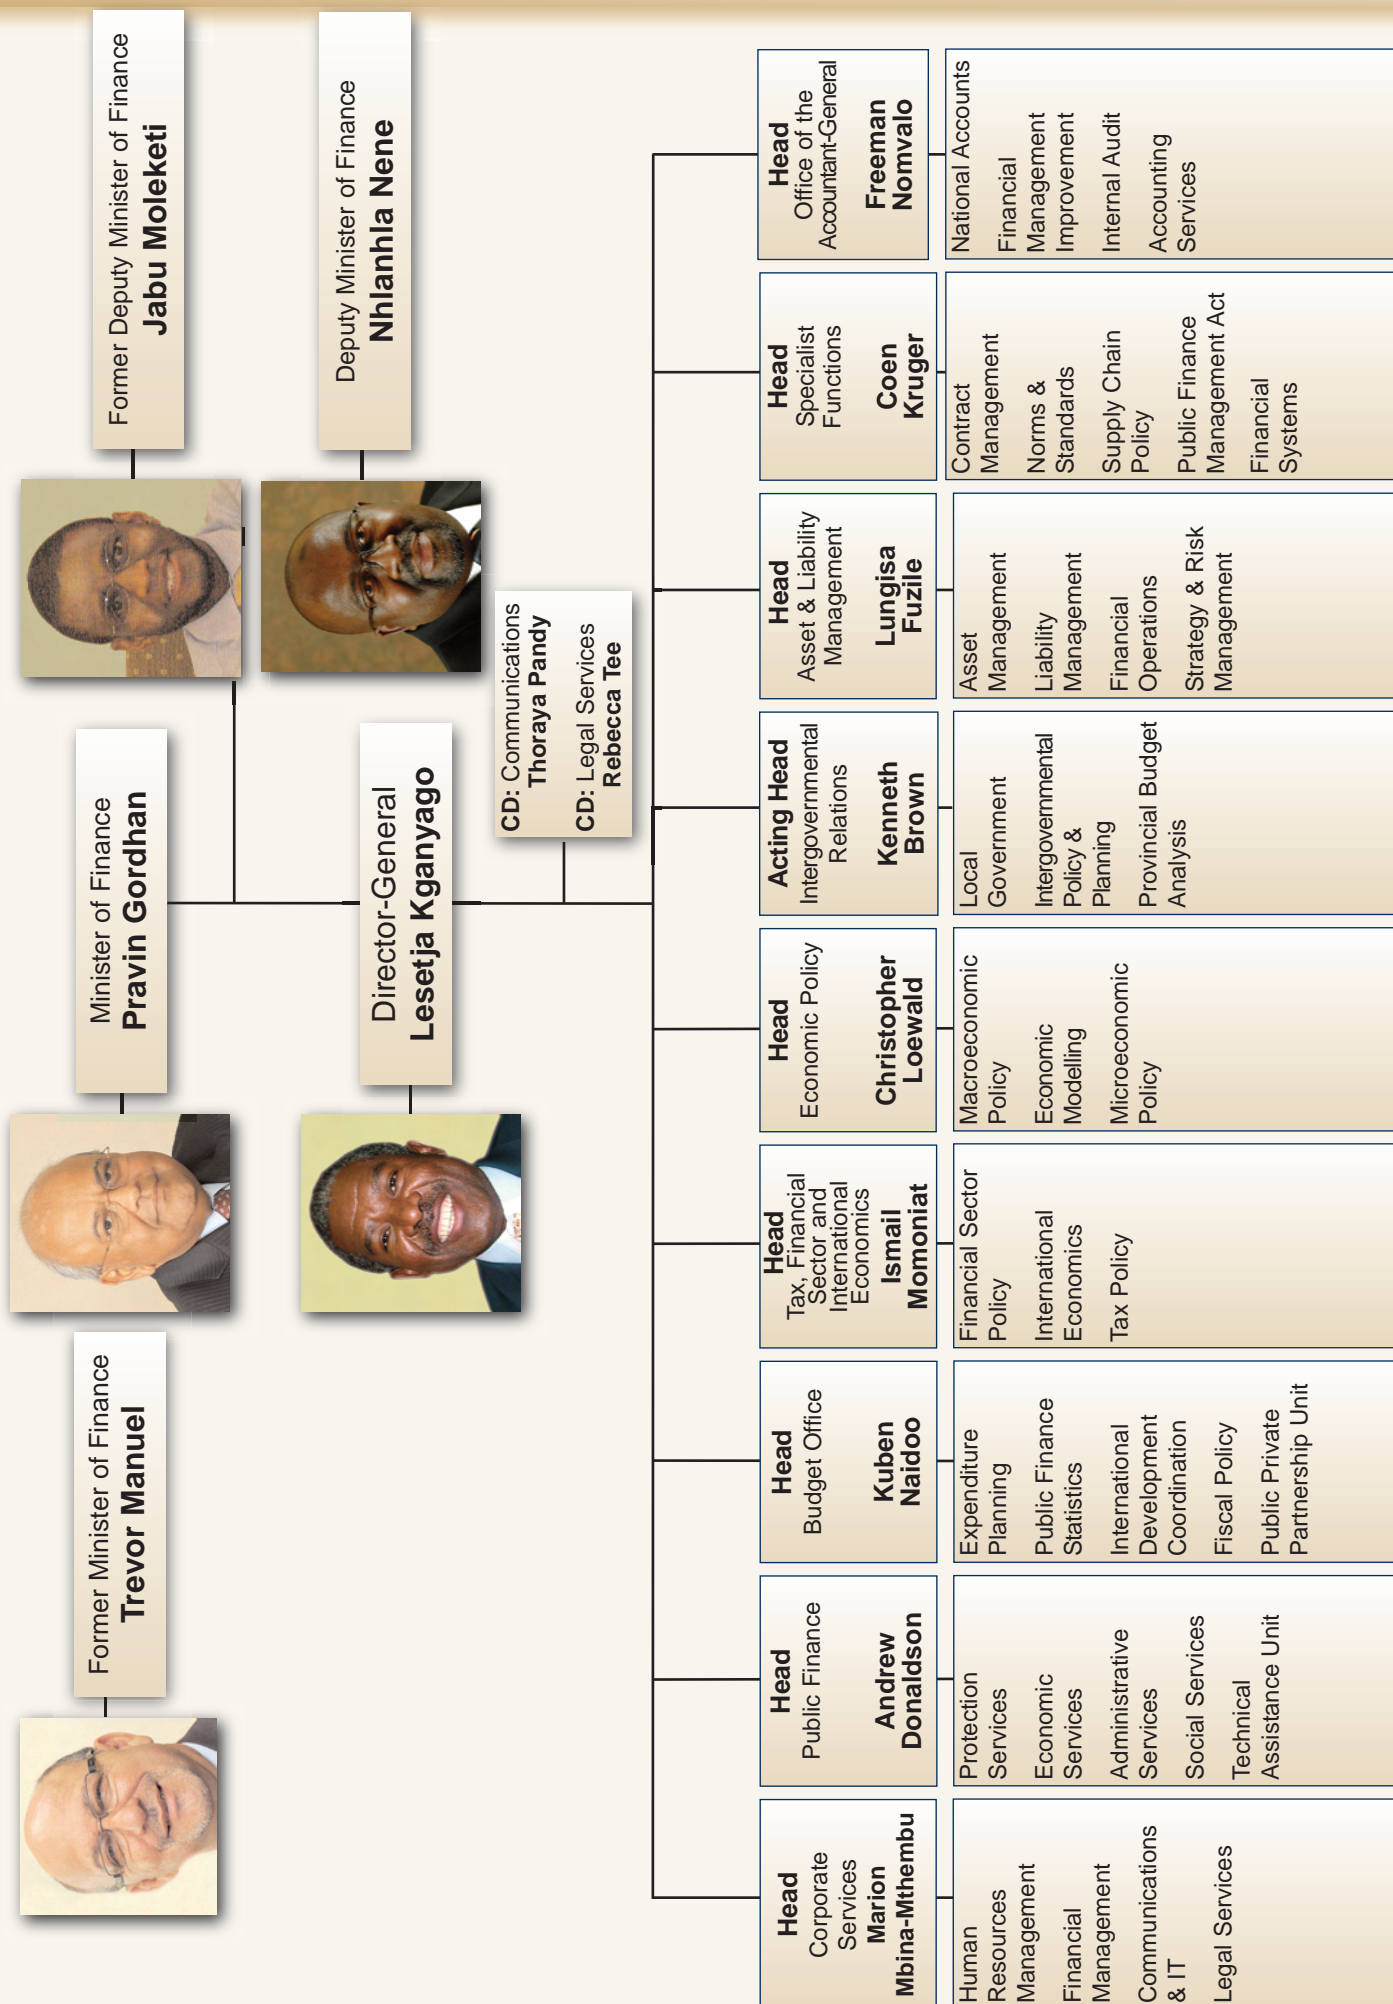 Former Minister of Finance
Trevor Manuel
Minister of Finance
Pravin Gordhan
Former Deputy Minister of Finance
Jabu Moleketi
Director-General
Lesetja Kganyago
Deputy Minister of Finance
Nhlanhla Nene
CD: Communications
Thoraya Pandy
CD: Legal Services
Rebecca Tee
Head
Corporate
Services
Marion
Mbina-Mthembu
Human
Resources
Management
Financial
Management
Communications
& IT
Legal Services
Head
Public Finance
Andrew
Donaldson
Protection
Services
Economic
Services
Administrative
Services
Social Services
Technical
Assistance Unit
Head
Budget Office
Kuben
Naidoo
Expenditure
Planning
Public Finance
Statistics
International
Development
Coordination
Fiscal Policy
Public Private
Partnership Unit
Head
Tax, Financial
Sector and
International
Economics
Ismail
Momoniat
Financial Sector
Policy
International
Economics
Tax Policy
Head
Economic Policy
Christopher
Loewald
Macroeconomic
Policy
Economic
Modelling
Microeconomic
Policy
Acting Head
Intergovernmental
Relations
Kenneth
Brown
Local
Government
Intergovernmental
Policy &
Planning
Provincial Budget
Analysis
Head
Asset & Liability
Management
Lungisa
Fuzile
Asset
Management
Liability
Management
Financial
Operations
Strategy & Risk
Management
Head
Specialist
Functions
Coen
Kruger
Contract
Management
Norms &
Standards
Supply Chain
Policy
Public Finance
Management Act
Financial
Systems
Head
Office of the
Accountant-General
Freeman
Nomvalo
National Accounts
Financial
Management
Improvement
Internal Audit
Accounting
Services